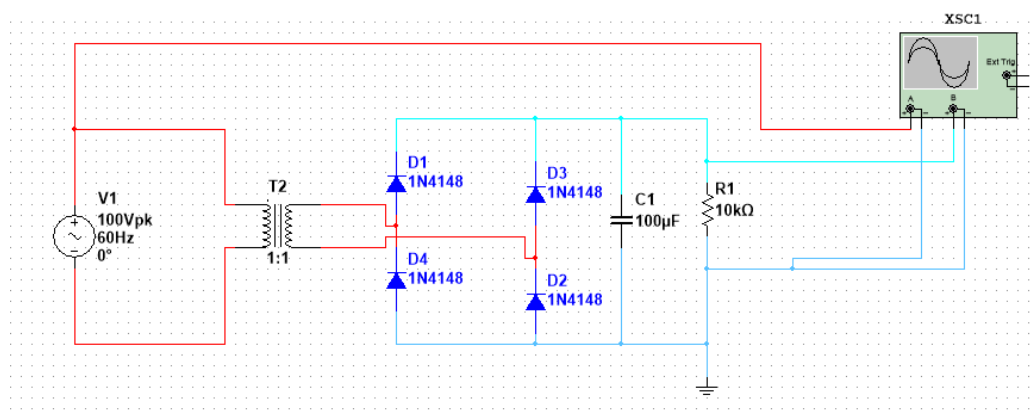 XSC1
Ext Trig
+
-
A
B
+ - + -
V1
100Vpk
60Hz
0°
T2
1:1
D1
1N4148
D3
1N4148
D4
1N4148
D2
1N4148
C1
100µF
R1
10kΩ